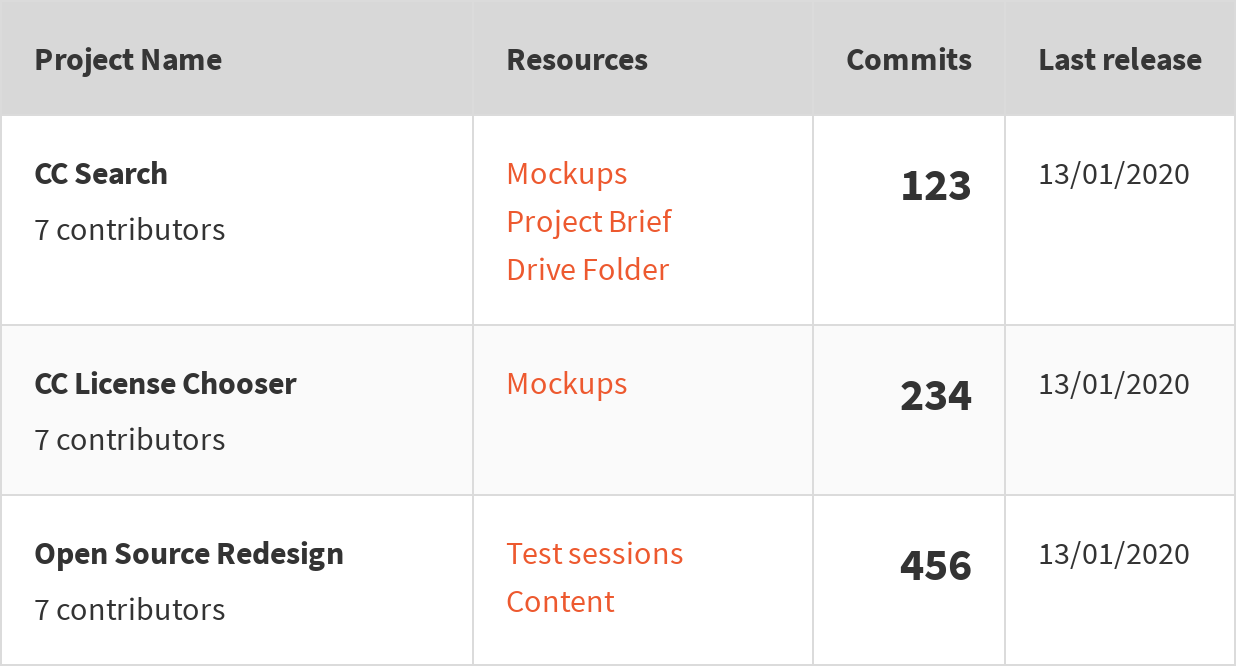 Project Name Resources Commits Last release
CC Search Mockups 123 13/01/2020
7 contributors Project Brief
Drive Folder
CC License Chooser Mockups 234 13/01/2020
7 contributors
Open Source Redesign Test sessions 456 13/01/2020
7 contributors Content